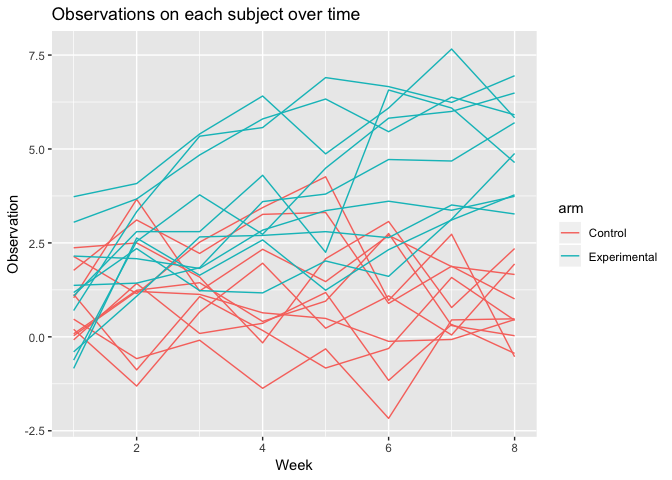 Observations on each subject over time
7.5
5.0
2.5
0.0
-2.5
Observation
2
4
6
8
Week
arm
Control
Experimental